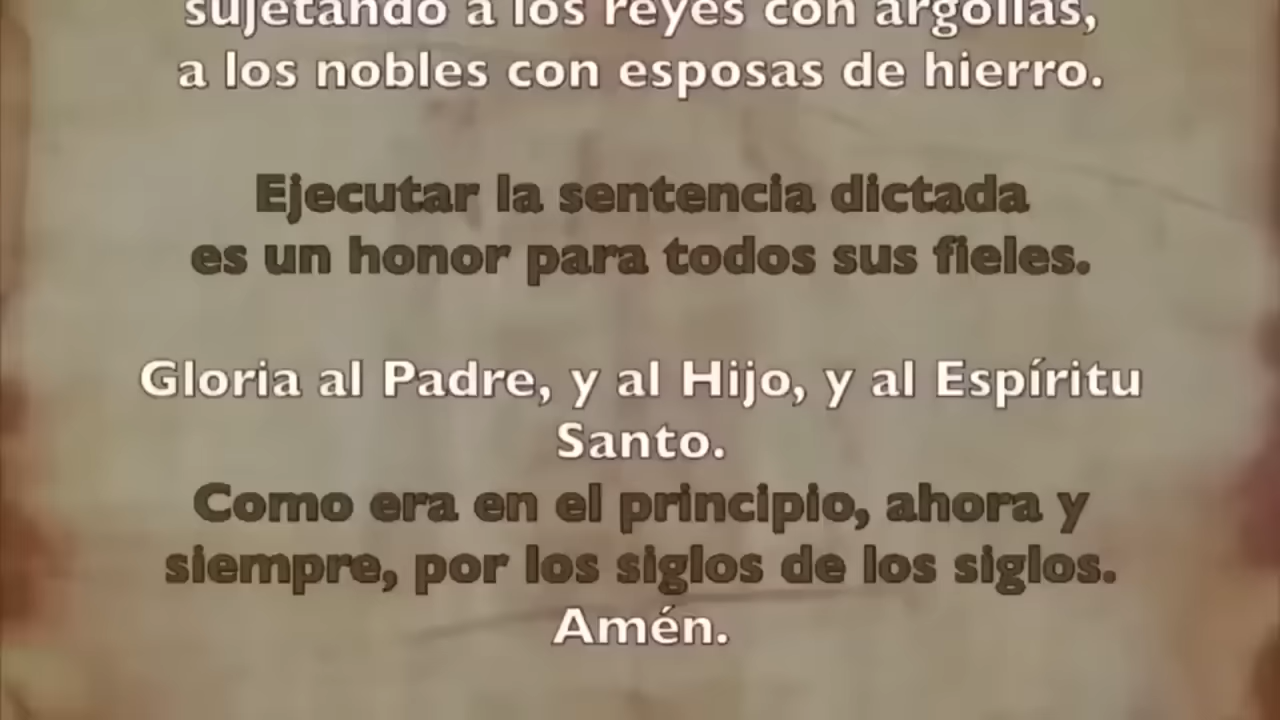 sujetando a los reyes con argollas,
a los nobles con esposas de hierro.
Ejecutar la sentencia dictada
es un honor para todos sus fieles.
Gloria al Padre, y al Hijo, y al Espíritu
Santo.
Como era en el principio, ahora y
siempre, por los siglos de los siglos.
Amén.